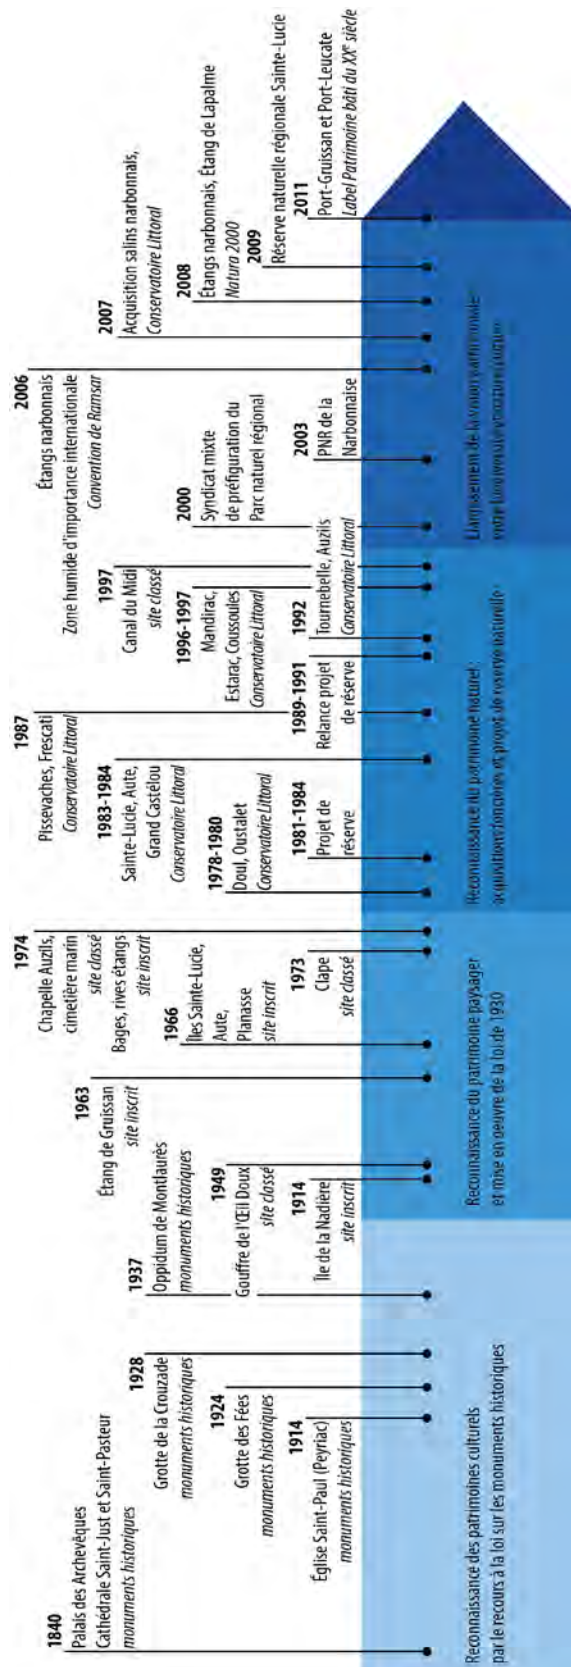 1840
Palais des Archevêques
Cathédrale Saint-Just et Saint-Pasteur
monuments historiques
1914
Église Saint-Paul (Peyriac)
monuments historiques
1924
Grotte des Fées
monuments historiques
1928
Grotte de la Crouzade
monuments historiques
1937
Oppidum de Montlaurès
monuments historiques
1914
Île de la Nadière
site inscrit
1949
Gouffre de l'Œil Doux
site classé
1963
Étang de Gruissan
site inscrit
1966
Îles Sainte-Lucie,
Aute,
Planasse
site inscrit
1973
Clape
site classé
1974
Chapelle Auzils,
cimetière marin
site classé
Bages, rives étangs
site inscrit
1978-1980
Doul, Oustalet
Conservatoire Littoral
1981-1984
Projet de
réserve
1983-1984
Sainte-Lucie, Aute,
Grand Castélou
Conservatoire Littoral
1987
Pissevaches, Frescati
Conservatoire Littoral
1989-1991
Relance projet
de réserve
1992
Tournebelle, Auzils
Conservatoire Littoral
1996-1997
Mandirac,
Estarac, Coussoules
Conservatoire Littoral
1997
Canal du Midi
site classé
2000
Syndicat mixte
de préfiguration du
Parc naturel régional
2003
PNR de la
Narbonnaise
2006
Étangs narbonnais
Zone humide d'importance internationale
Convention de Ramsar
2007
Acquisition salins narbonnais,
Conservatoire Littoral
2008
Étangs narbonnais, Étang de Lapalme
Natura 2000
2009
Réserve naturelle régionale Sainte-Lucie
2011
Port-Gruissan et Port-Leucate
Label Patrimoine bâti du XXe siècle
Reconnaissance des patrimoines culturels
par le recours à la loi sur les monuments historiques
Reconnaissance du patrimoine paysager
et mise en oeuvre de la loi de 1930
Reconnaissance du patrimoine naturel :
acquisitions foncières et projet de réserve naturelle
Élargissement de la vision patrimoniale :
entre biodiversité et nature